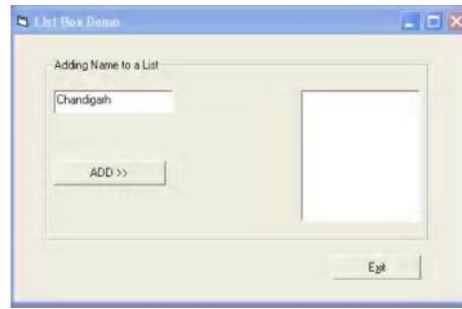 List Box Demo
Adding Name to a List
Chandigarh
ADD >>
Exit